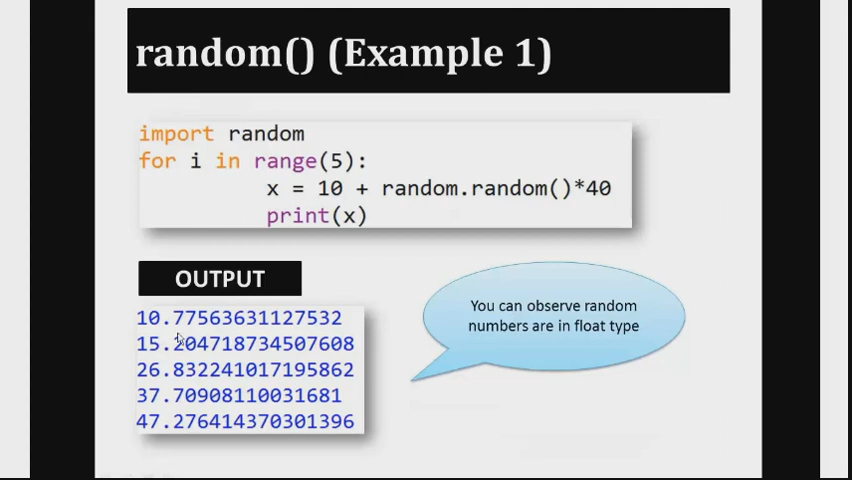 random() (Example 1)
import random
for i in range(5):
x = 10 + random.random()*40
print(x)
OUTPUT
10.77563631127532
15.204718734507608
26.832241017195862
37.70908110031681
47.276414370301396
You can observe random
numbers are in float type